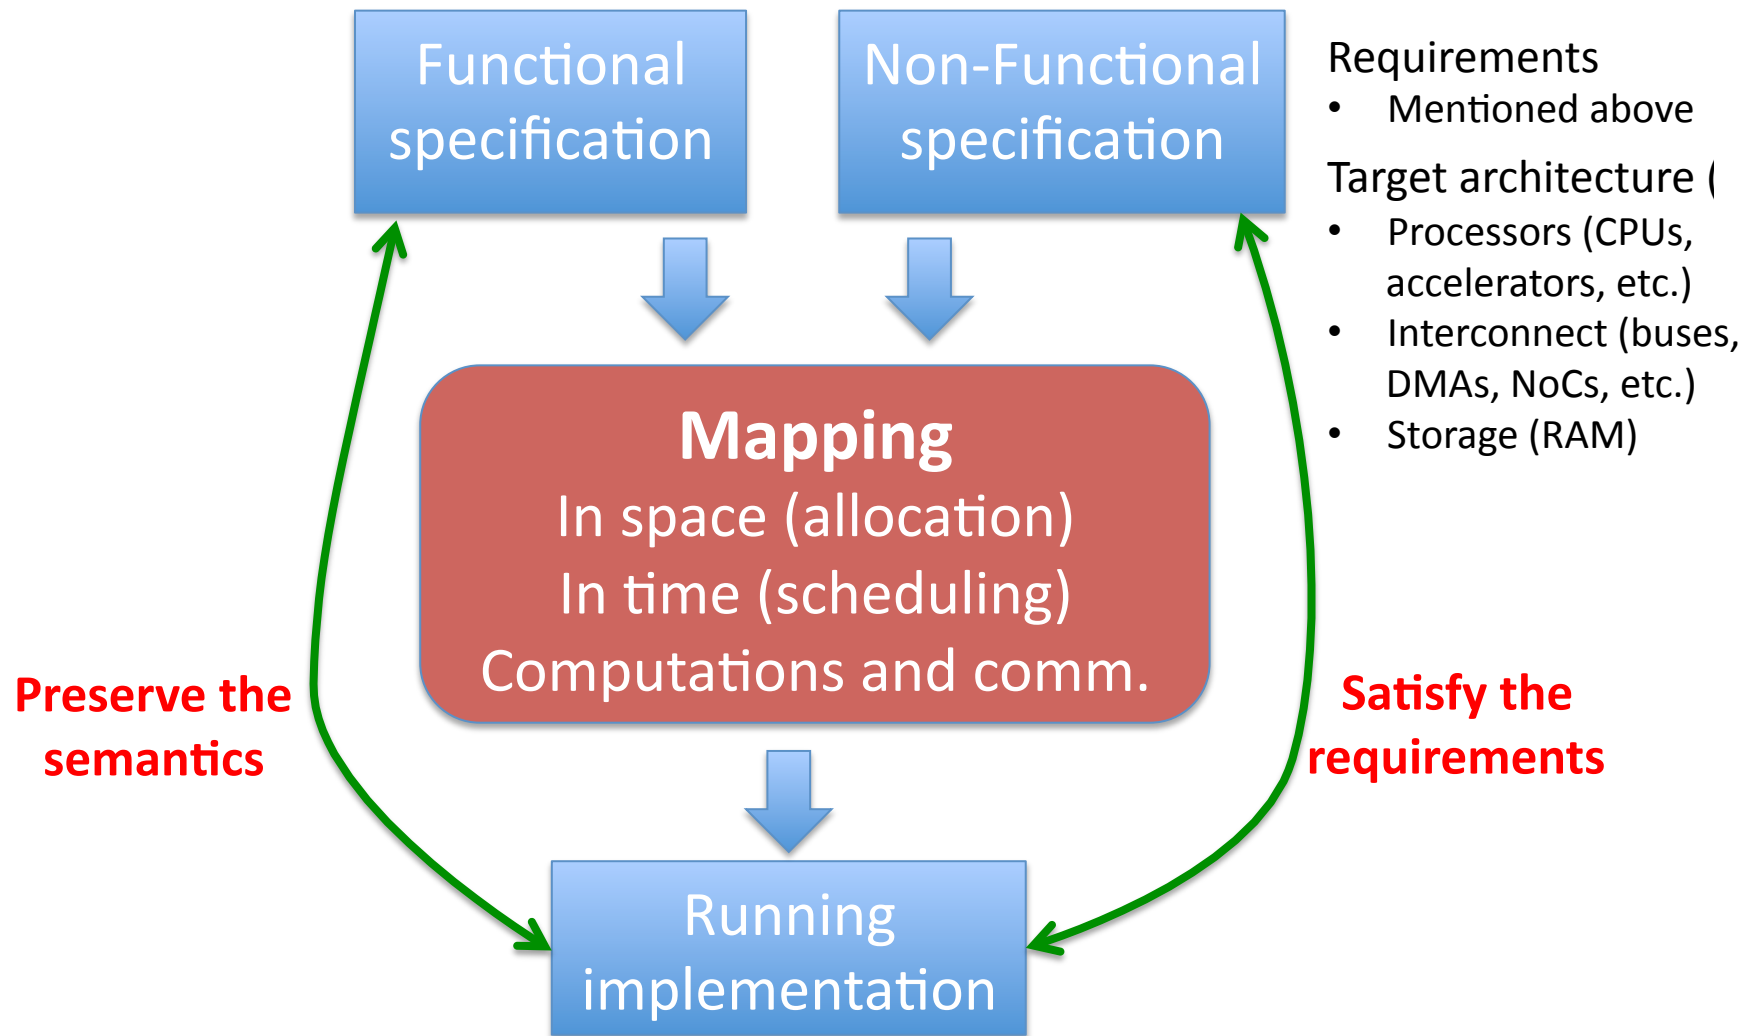 Functional
specification
Non-Functional
specification
Requirements
• Mentioned above
Target architecture (
• Processors (CPUs,
accelerators, etc.)
• Interconnect (buses,
DMAs, NoCs, etc.)
• Storage (RAM)
Mapping
In space (allocation)
In time (scheduling)
Computations and comm.
Preserve the
semantics
Satisfy the
requirements
Running
implementation